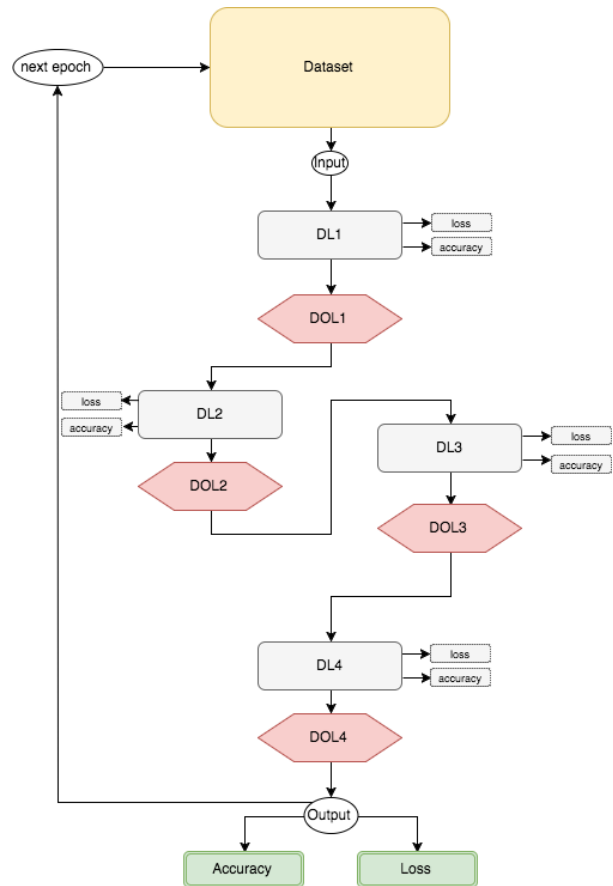 next epoch
Dataset
Input
DL1
loss
accuracy
DOL1
DL2
loss
accuracy
DOL2
DL3
loss
accuracy
DOL3
DL4
loss
accuracy
DOL4
Output
Accuracy
Loss